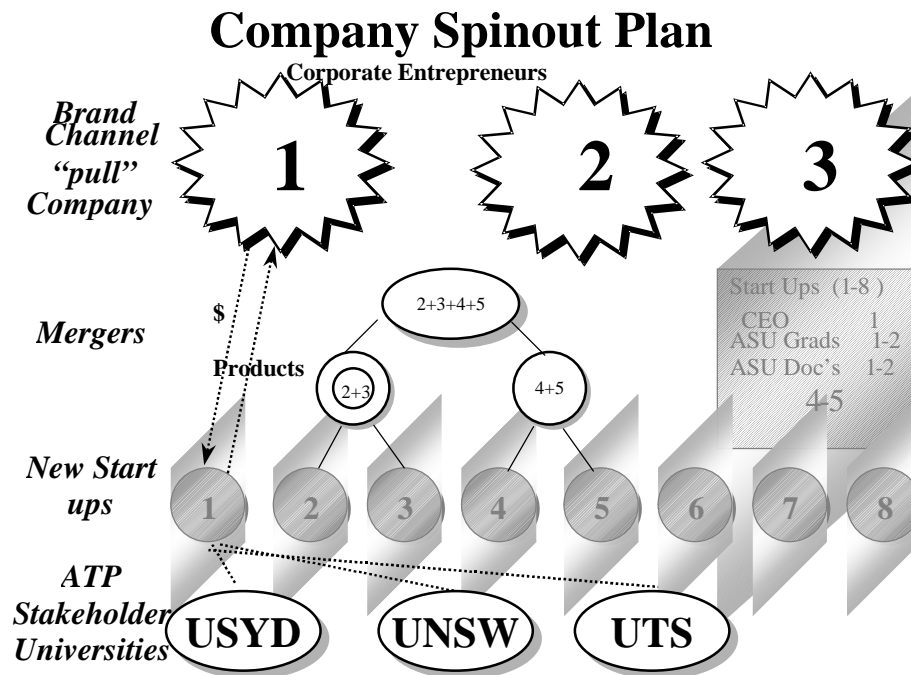 Company Spinout Plan
Corporate Entrepreneurs
Brand
Channel
“pull”
Company
1
2
3
Start Ups (1-8 )
CEO 1
ASU Grads 1-2
ASU Doc’s 1-2
4-5
Mergers
$
Products
2+3+4+5
2+3
4+5
New Start
ups
1
2
3
4
5
6
7
8
ATP
Stakeholder
Universities
USYD
UNSW
UTS